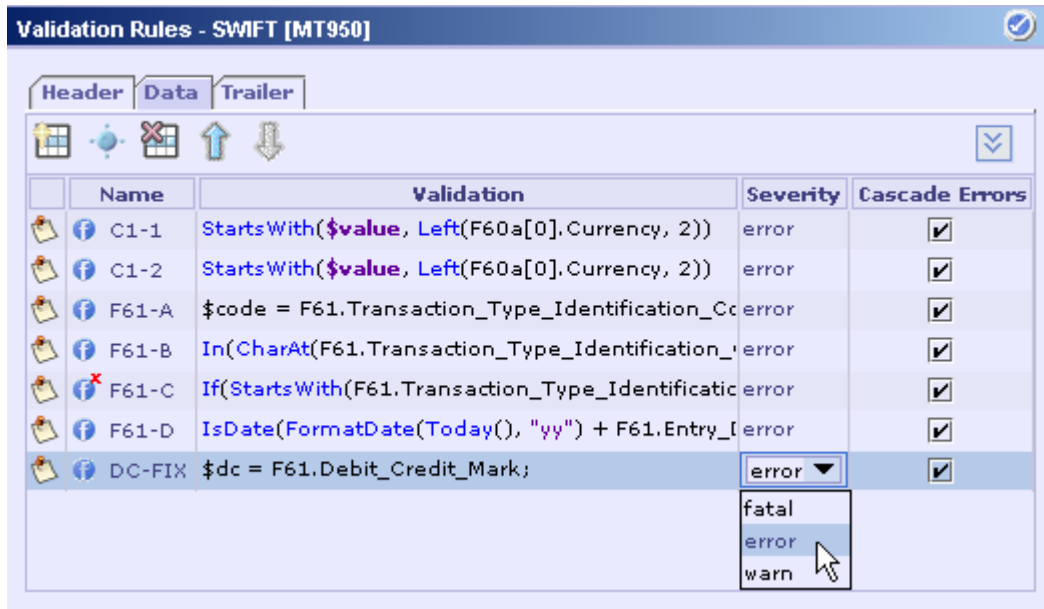 Validation Rules - SWIFT [MT950]
Header Data Trailer
Name Validation Severity Cascade Errors
C1-1 StartsWith($value, Left(F60a[0].Currency, 2)) error
C1-2 StartsWith($value, Left(F60a[0].Currency, 2)) error
F61-A $code = F61.Transaction_Type_Identification_Co error
F61-B In(CharAt(F61.Transaction_Type_Identification_ error
F61-C If(StartsWith(F61.Transaction_Type_Identificatio error
F61-D IsDate(FormatDate(Today(), "yy") + F61.Entry_D error
DC-FIX $dc = F61.Debit_Credit_Mark; error
fatal
error
warn